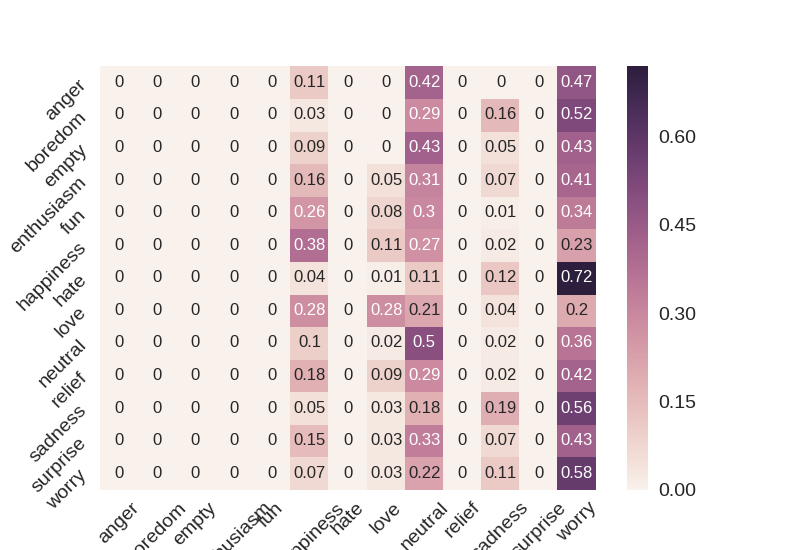 anger 0 0 0 0 0 0.11 0 0 0.42 0 0 0 0.47
boredom 0 0 0 0 0 0.03 0 0 0.29 0 0.16 0 0.52
empty 0 0 0 0 0 0.09 0 0 0.43 0 0.05 0 0.43
enthusiasm 0 0 0 0 0 0.16 0 0.05 0.31 0 0.07 0 0.41
fun 0 0 0 0 0 0.26 0 0.08 0.3 0 0.01 0 0.34
happiness 0 0 0 0 0 0.38 0 0.11 0.27 0 0.02 0 0.23
hate 0 0 0 0 0 0.04 0 0.01 0.11 0 0.12 0 0.72
love 0 0 0 0 0 0.28 0 0.28 0.21 0 0.04 0 0.2
neutral 0 0 0 0 0 0.1 0 0.02 0.5 0 0.02 0 0.36
relief 0 0 0 0 0 0.18 0 0.09 0.29 0 0.02 0 0.42
sadness 0 0 0 0 0 0.05 0 0.03 0.18 0 0.19 0 0.56
surprise 0 0 0 0 0 0.15 0 0.03 0.33 0 0.07 0 0.43
worry 0 0 0 0 0 0.07 0 0.03 0.22 0 0.11 0 0.58
anger oredom empty husiasm fun ppiness hate love neutral relief sadness surprise worry
0.60
0.45
0.30
0.15
0.00